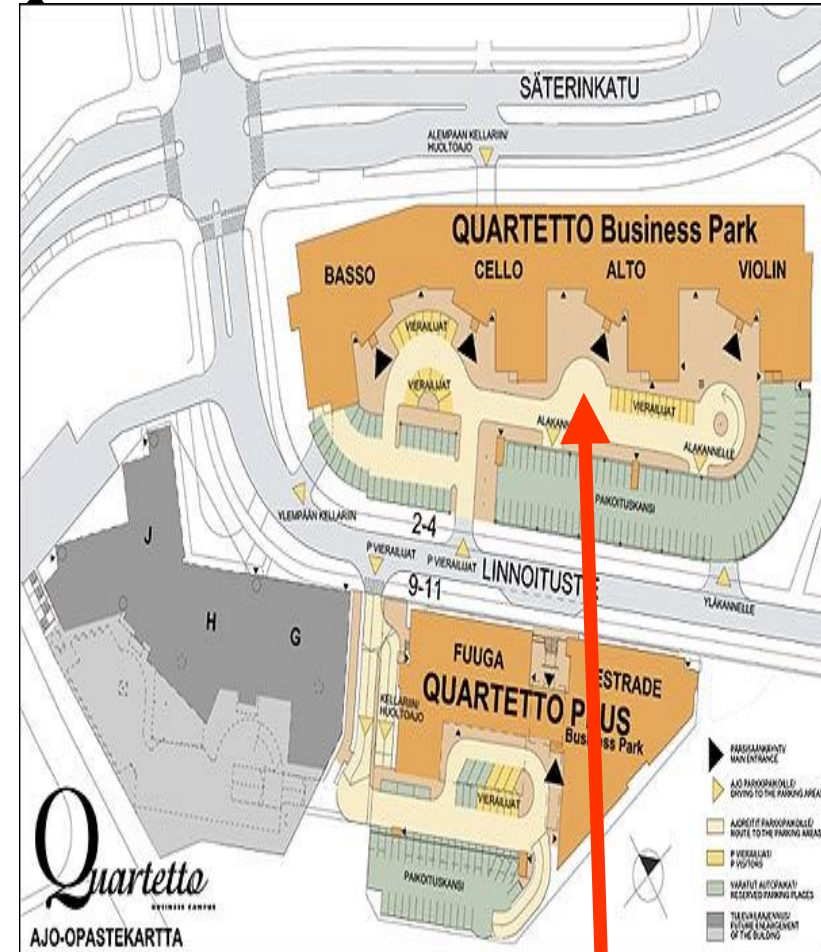 SÄTERINKATU
ALEMPAAN KELLARIIN/
HUOLTOAJO
QUARTETTO Business Park
BASSO
CELLO
ALTO
VIOLIN
VIERAILIJAT
VIERAILIJAT
VIERAILIJAT
ALAKANN
ALAKANNELLE
PAIKOITUSKANSI
YLEMPÄÄN KELLARIIN
2-4
P VIERAILIJAT
P VIERAILIJAT
LINNOITUSTIE
9-11
YLÄKANNELLE
J
H
G
FUUGA
ESTRADE
QUARTETTO PLUS
Business Park
KELLARIIN/
HUOLTOAJO
VIERAILIJAT
PAIKOITUSKANSI
PÄÄSISÄÄNKÄYNTI/
MAIN ENTRANCE
AJO PARKKIPAIKOILLE/
DRIVING TO THE PARKING AREAS
AJOREITIT PARKKIPAIKOILLE/
ROUTE TO THE PARKING AREAS
P VIERAILIJAT/
P VISITORS
VARATUT AUTOPAIKAT/
RESERVED PARKING PLACES
TULEVA LAAJENNUS/
FUTURE ENLARGEMENT
OF THE BUILDING
Quartetto
BUSINESS CAMPUS
AJO-OPASTEKARTTA